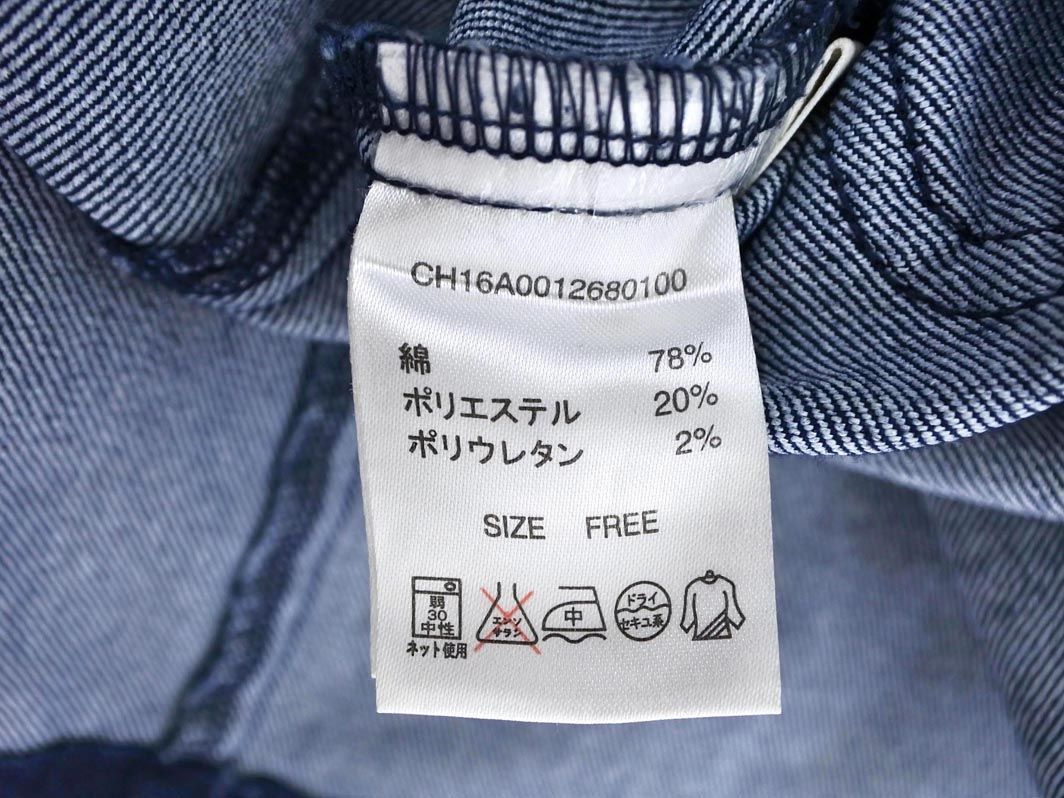 CH16A0012680100
綿 78%
ポリエステル 20%
ポリウレタン 2%
SIZE FREE
弱
30
中性
ネット使用
エンソ
サラシ
中
ドライ
セキユ系